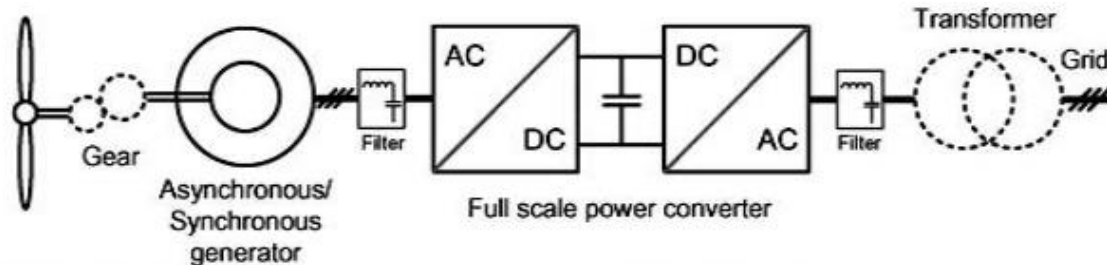 Transformer
Grid
AC
DC
DC
AC
Filter
Filter
Gear
Asynchronous/
Synchronous
generator
Full scale power converter